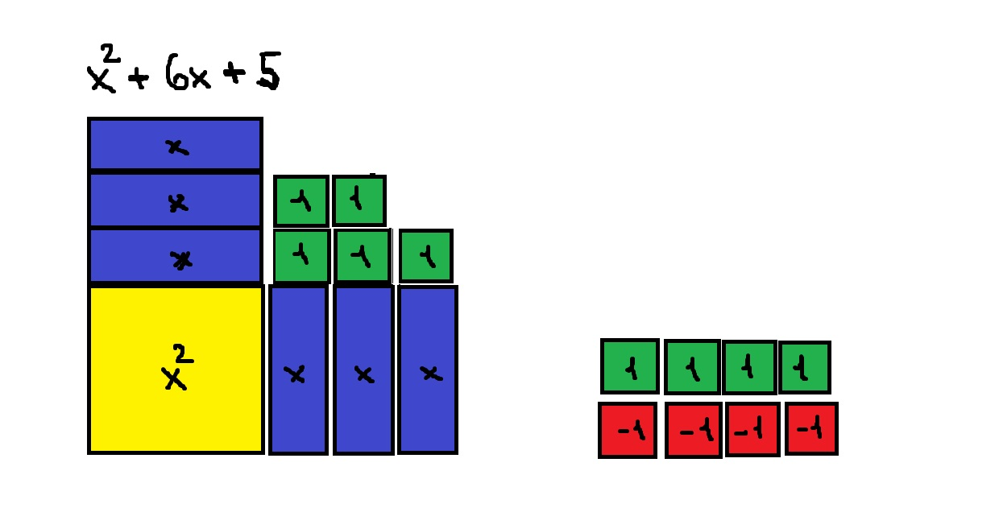 x² + 6x + 5
x
x
1 1
x
1 1 1
x² x x x
1 1 1 1
-1 -1 -1 -1